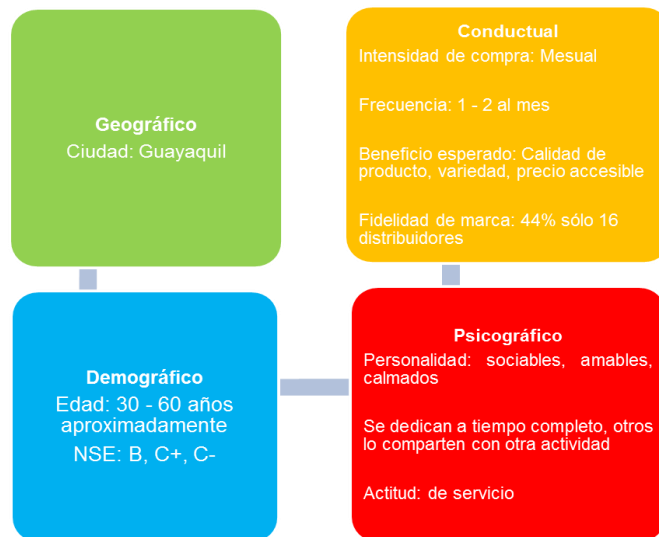 Geográfico
Ciudad: Guayaquil
Demográfico
Edad: 30 - 60 años
aproximadamente
NSE: B, C+, C-
Psicográfico
Personalidad: sociables, amables,
calmados
Se dedican a tiempo completo, otros
lo comparten con otra actividad
Actitud: de servicio
Conductual
Intensidad de compra: Mesual
Frecuencia: 1 - 2 al mes
Beneficio esperado: Calidad de
producto, variedad, precio accesible
Fidelidad de marca: 44% sólo 16
distribuidores